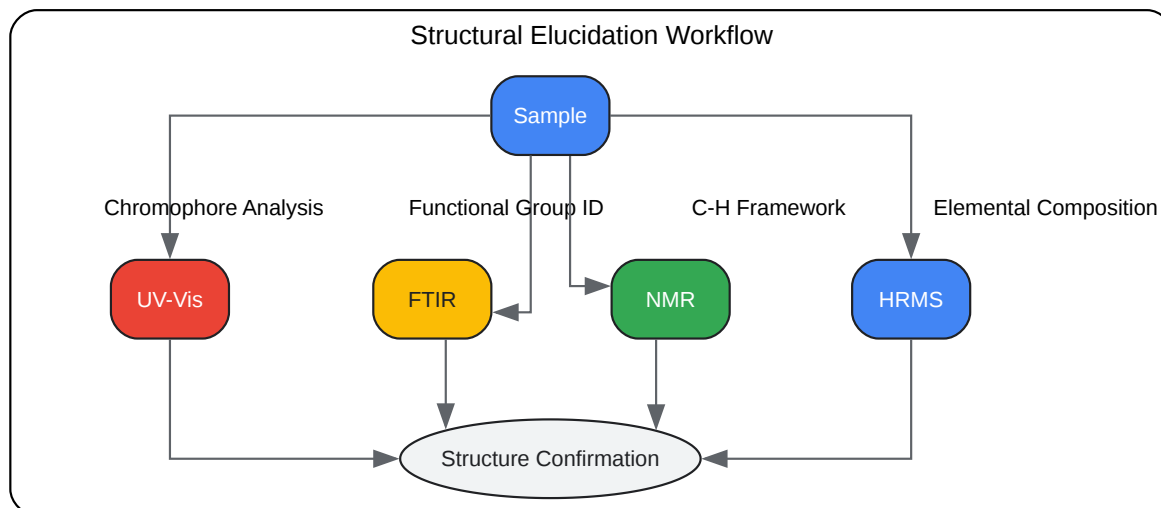 Structural Elucidation Workflow
Sample
Chromophore Analysis
Functional Group ID
C-H Framework
Elemental Composition
UV-Vis
FTIR
NMR
HRMS
Structure Confirmation